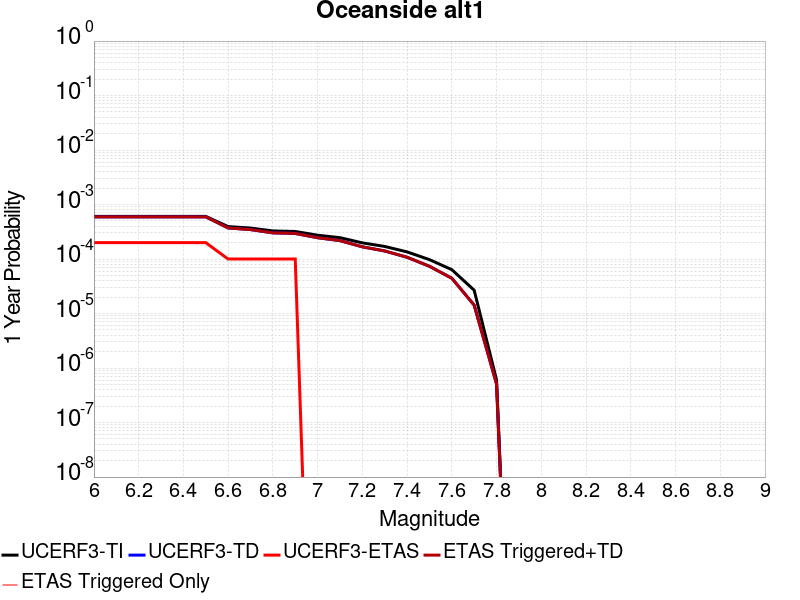 Oceanside alt1
10^0
10^-1
10^-2
10^-3
10^-4
10^-5
10^-6
10^-7
10^-8
1 Year Probability
6 6.2 6.4 6.6 6.8 7 7.2 7.4 7.6 7.8 8 8.2 8.4 8.6 8.8 9
Magnitude
UCERF3-TI UCERF3-TD UCERF3-ETAS ETAS Triggered+TD
ETAS Triggered Only